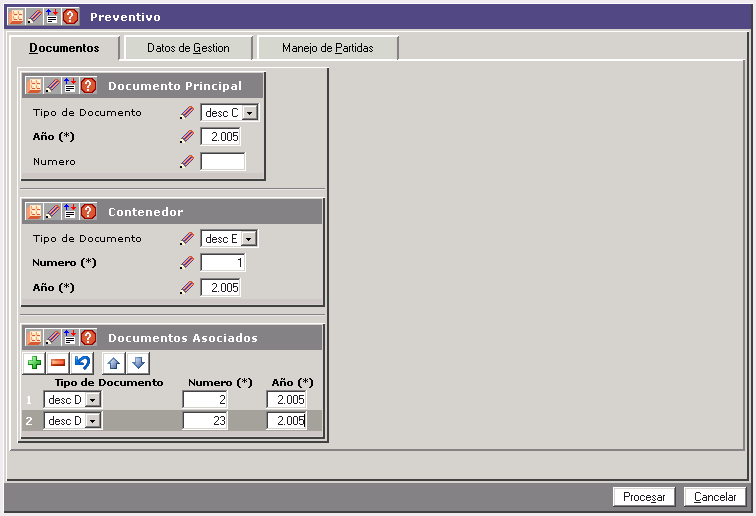 Preventivo
Documentos Datos de Gestion Manejo de Partidas
Documento Principal
Tipo de Documento desc C
Año (*) 2.005
Numero
Contenedor
Tipo de Documento desc E
Numero (*) 1
Año (*) 2.005
Documentos Asociados
Tipo de Documento Numero (*) Año (*)
1 desc D 2 2.005
2 desc D 23 2.005
Procesar Cancelar